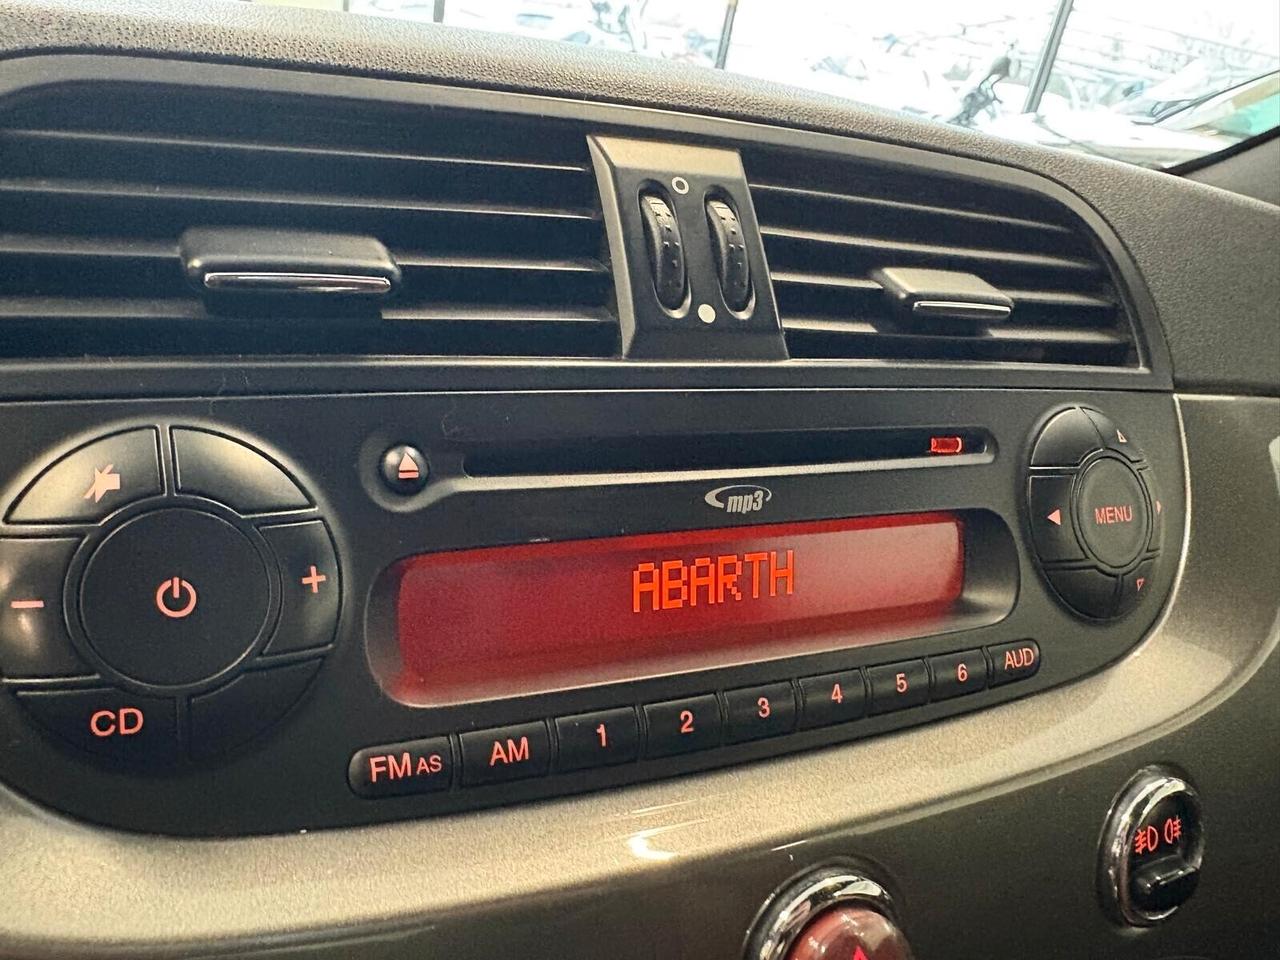 mp3
ABARTH
MENU
CD
FM AS AM 1 2 3 4 5 6 AUD